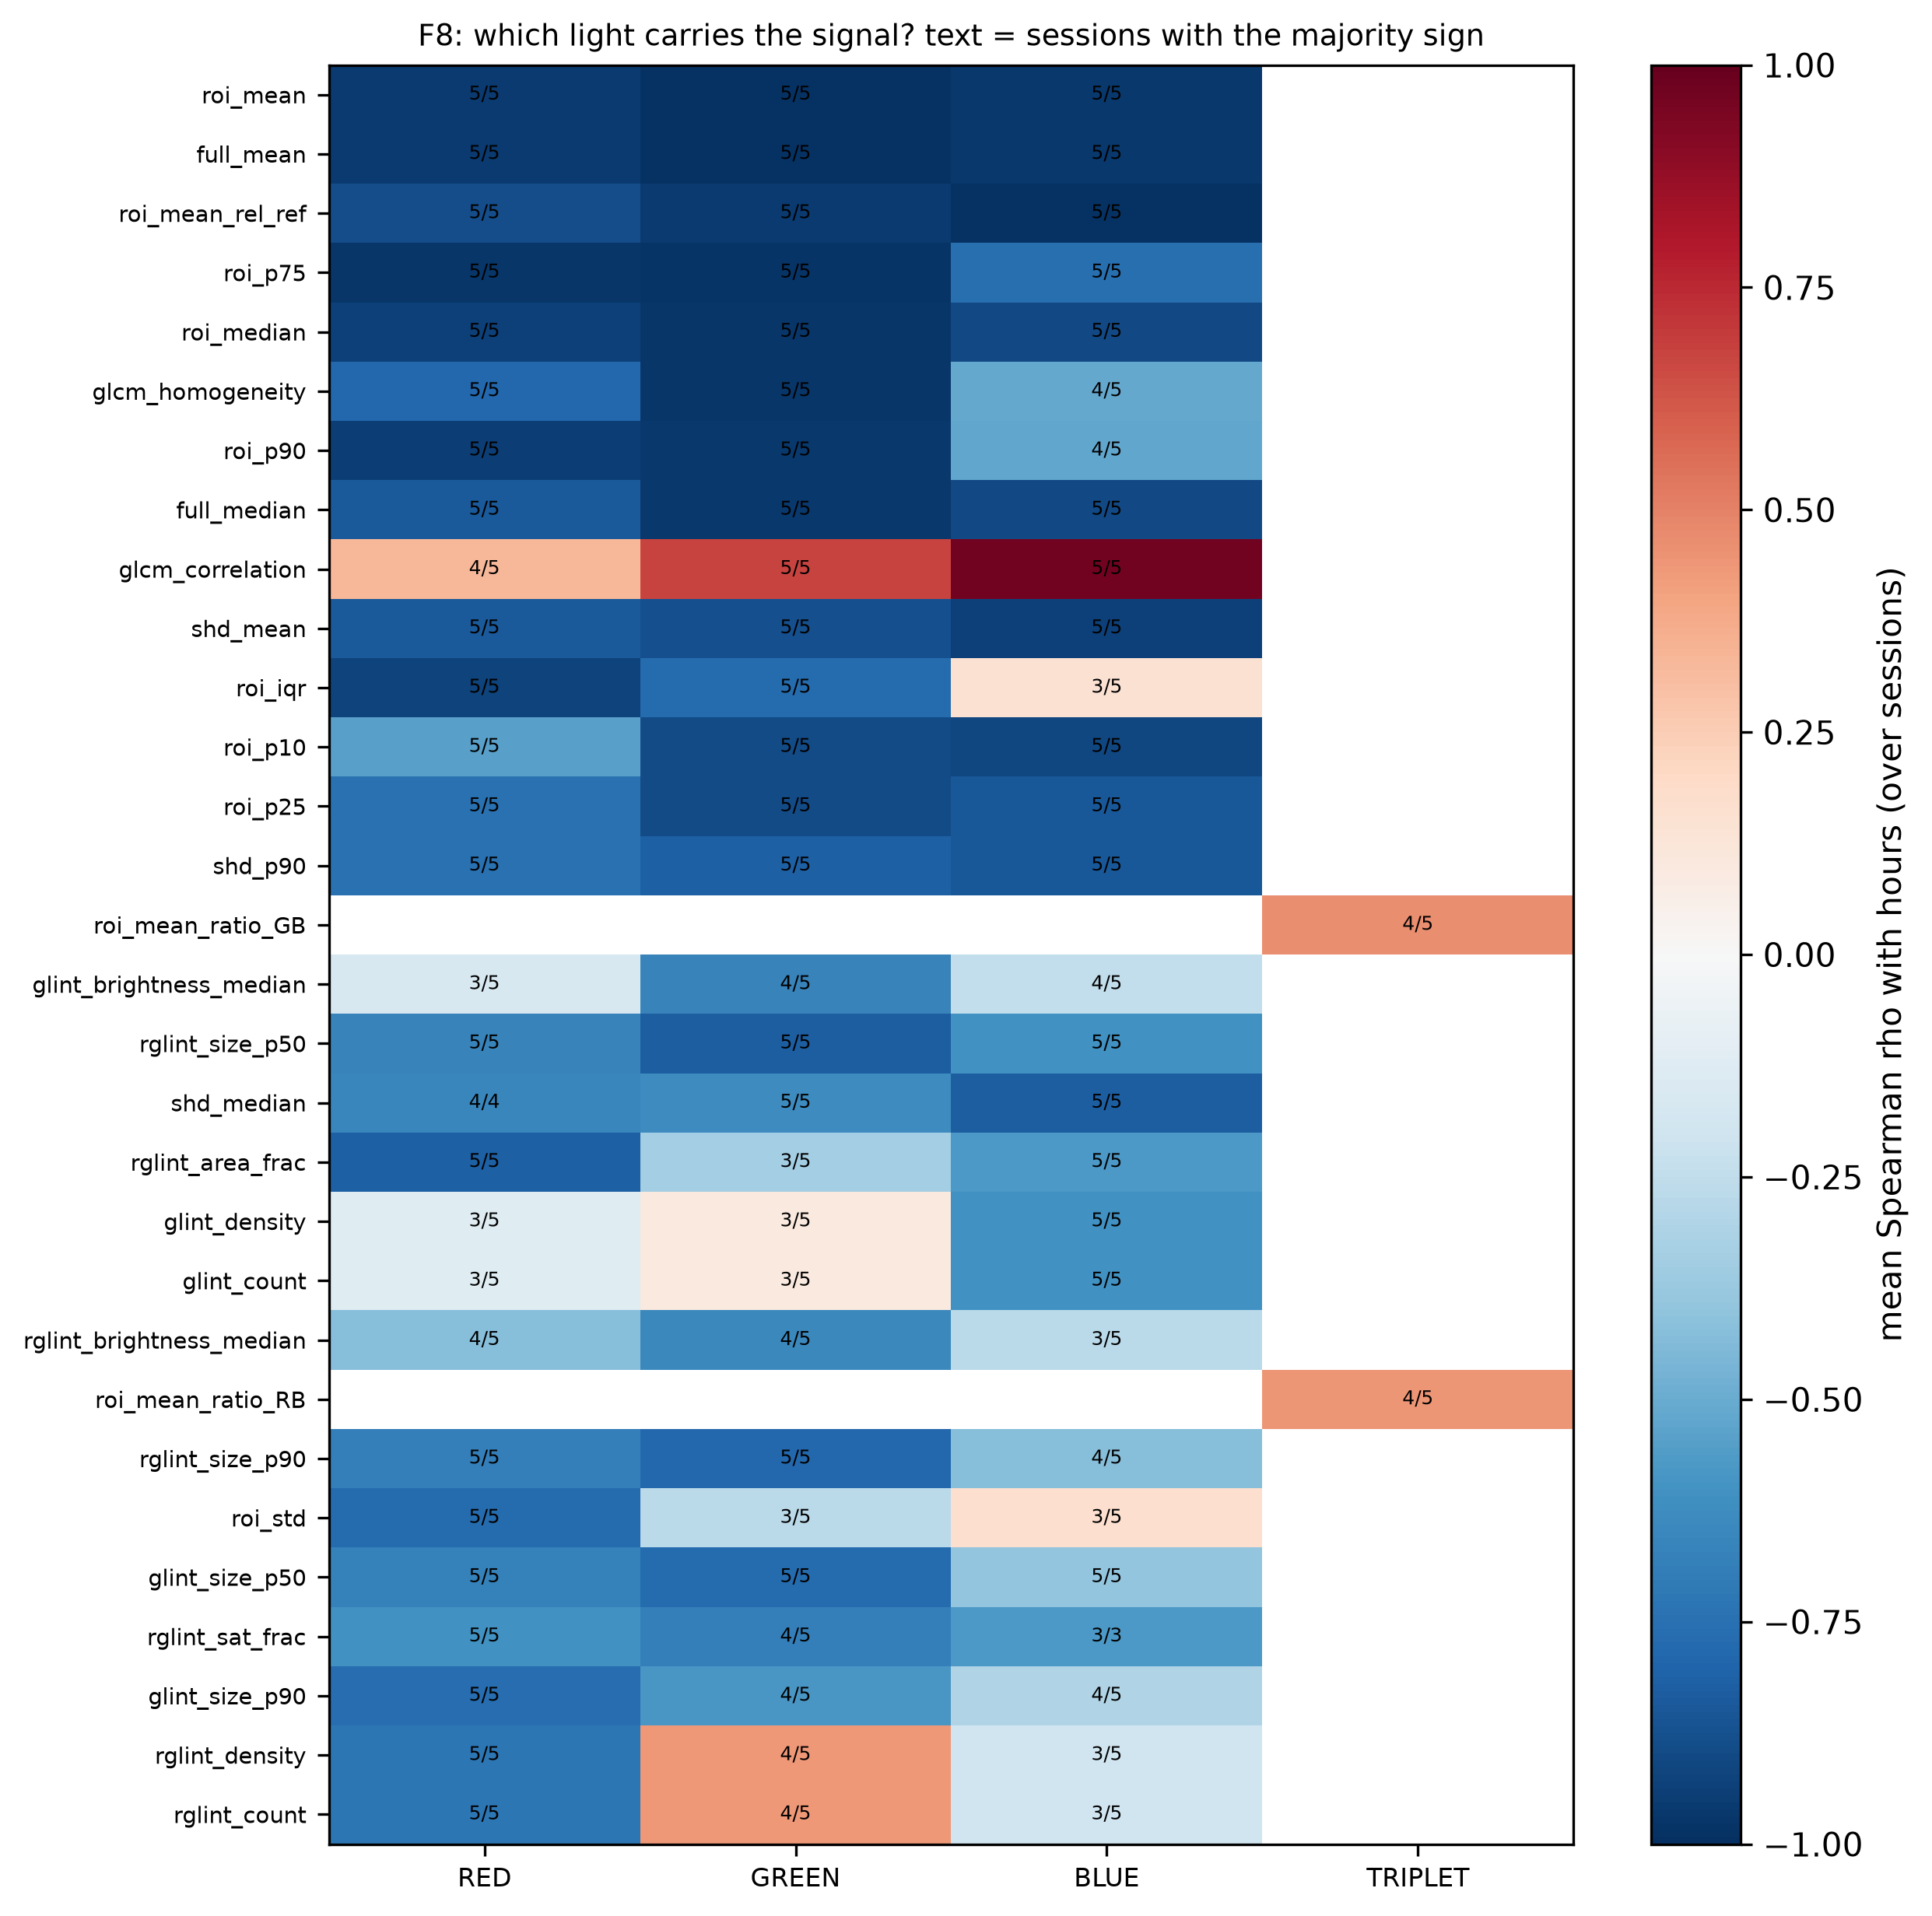 F8: which light carries the signal? text = sessions with the majority sign
roi_mean 5/5 5/5 5/5
full_mean 5/5 5/5 5/5
roi_mean_rel_ref 5/5 5/5 5/5
roi_p75 5/5 5/5 5/5
roi_median 5/5 5/5 5/5
glcm_homogeneity 5/5 5/5 4/5
roi_p90 5/5 5/5 4/5
full_median 5/5 5/5 5/5
glcm_correlation 4/5 5/5 5/5
shd_mean 5/5 5/5 5/5
roi_iqr 5/5 5/5 3/5
roi_p10 5/5 5/5 5/5
roi_p25 5/5 5/5 5/5
shd_p90 5/5 5/5 5/5
roi_mean_ratio_GB 4/5
glint_brightness_median 3/5 4/5 4/5
rglint_size_p50 5/5 5/5 5/5
shd_median 4/4 5/5 5/5
rglint_area_frac 5/5 3/5 5/5
glint_density 3/5 3/5 5/5
glint_count 3/5 3/5 5/5
rglint_brightness_median 4/5 4/5 3/5
roi_mean_ratio_RB 4/5
rglint_size_p90 5/5 5/5 4/5
roi_std 5/5 3/5 3/5
glint_size_p50 5/5 5/5 5/5
rglint_sat_frac 5/5 4/5 3/3
glint_size_p90 5/5 4/5 4/5
rglint_density 5/5 4/5 3/5
rglint_count 5/5 4/5 3/5
RED GREEN BLUE TRIPLET
1.00
0.75
0.50
0.25
0.00
−0.25
−0.50
−0.75
−1.00
mean Spearman rho with hours (over sessions)